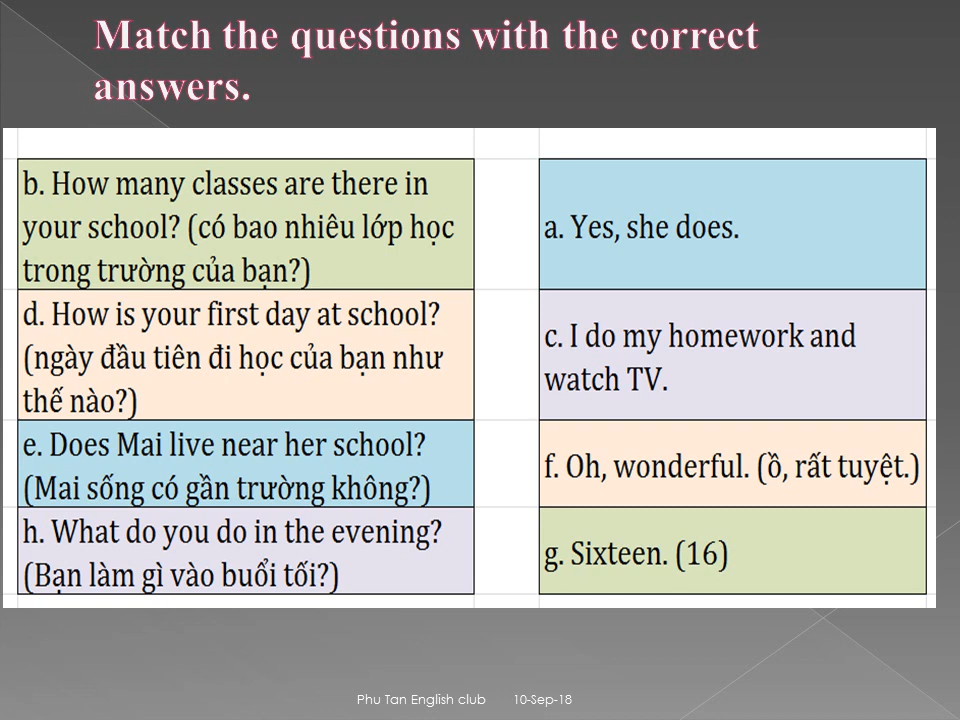 Match the questions with the correct
answers.
b. How many classes are there in
your school? (có bao nhiêu lớp học
trong trường của bạn?)
a. Yes, she does.
d. How is your first day at school?
(ngày đầu tiên đi học của bạn như
thế nào?)
c. I do my homework and
watch TV.
e. Does Mai live near her school?
(Mai sống có gần trường không?)
f. Oh, wonderful. (ồ, rất tuyệt.)
h. What do you do in the evening?
(Bạn làm gì vào buổi tối?)
g. Sixteen. (16)
Phu Tan English club 10-Sep-18